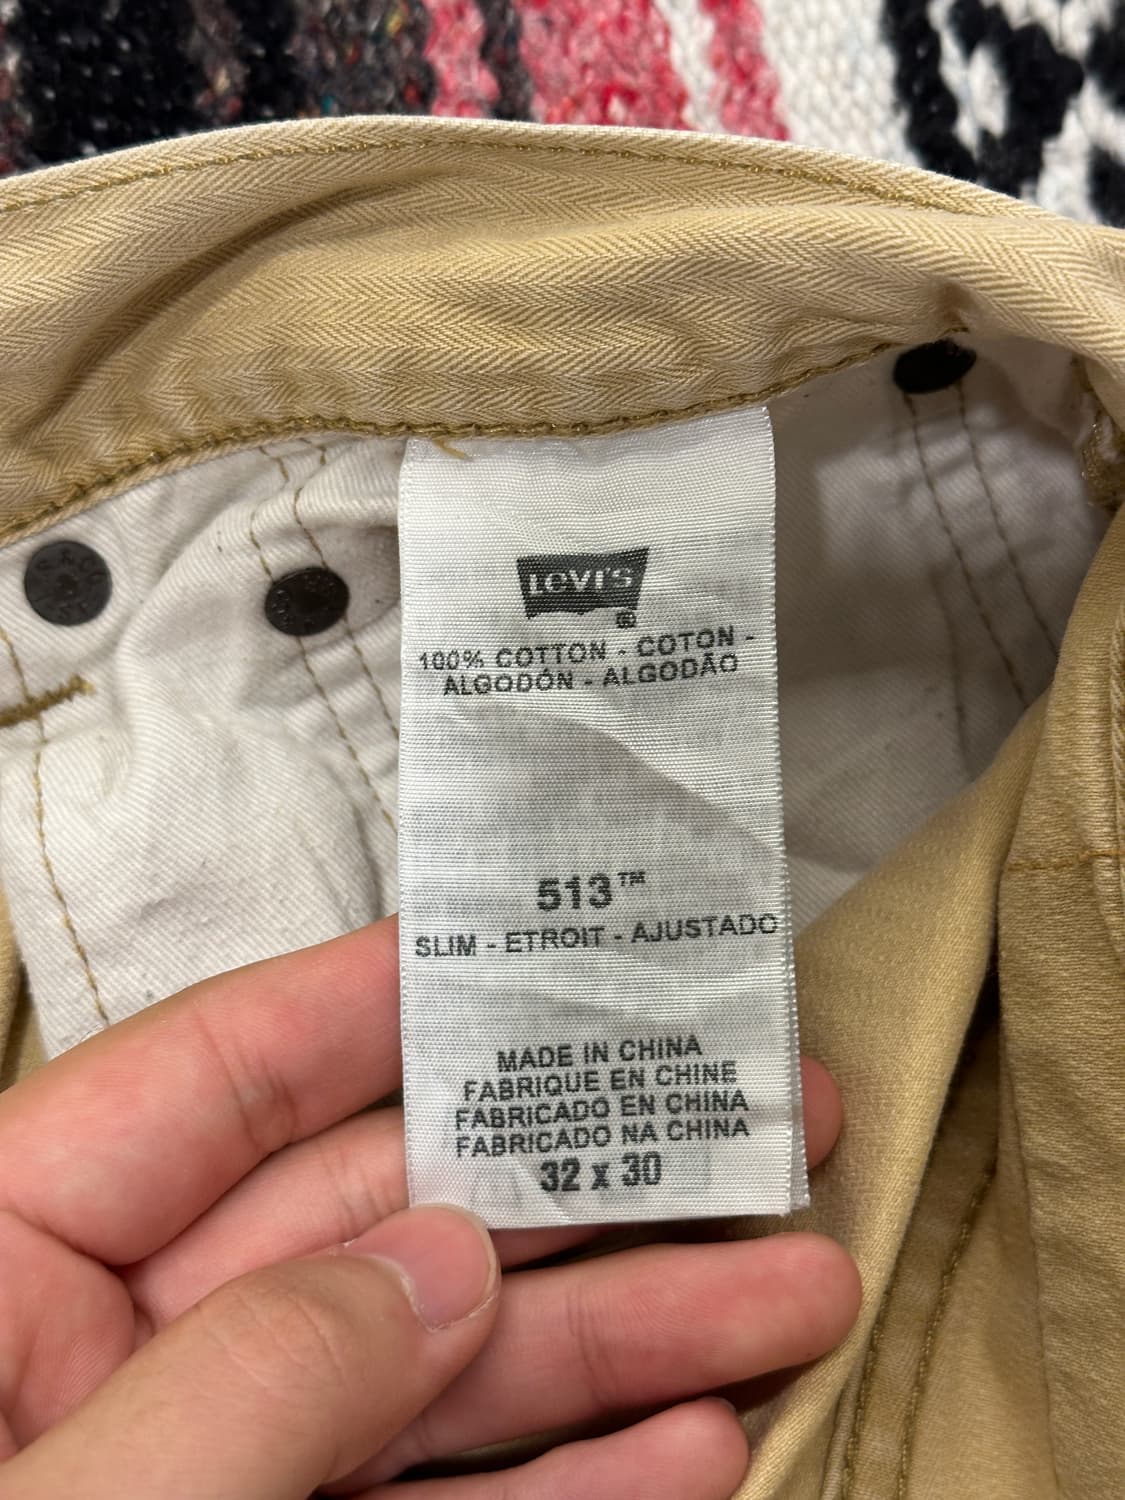 Levi's
®
100% COTTON - COTON -
ALGODÓN - ALGODÃO
513™
SLIM - ETROIT - AJUSTADO
MADE IN CHINA
FABRIQUE EN CHINE
FABRICADO EN CHINA
FABRICADO NA CHINA
32 x 30